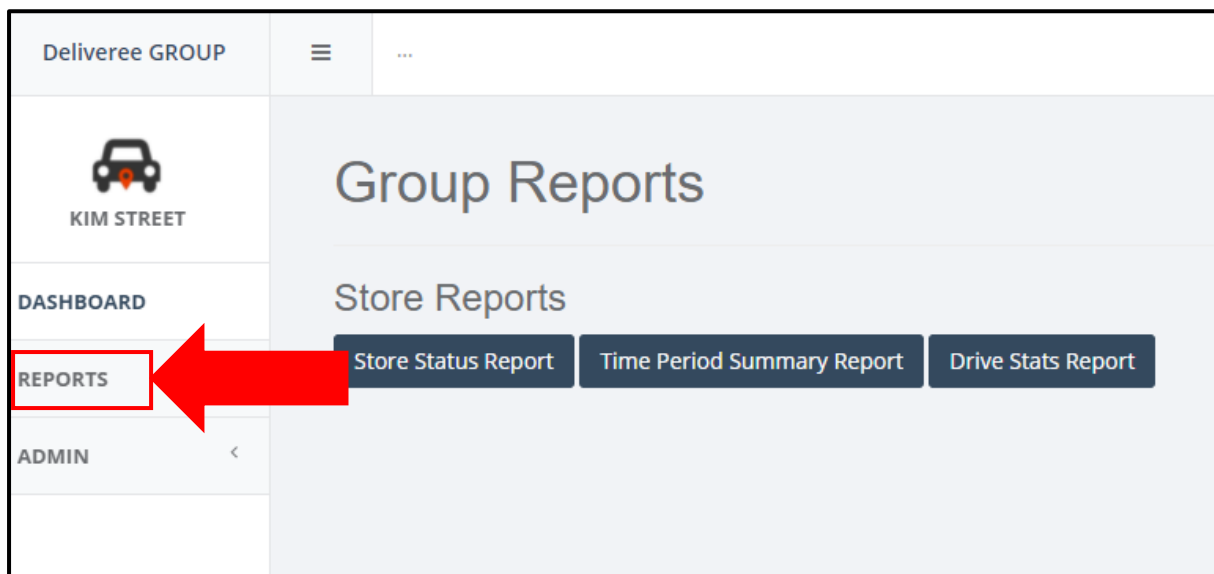 Deliveree GROUP
...
KIM STREET
DASHBOARD
REPORTS
ADMIN
Group Reports
Store Reports
Store Status Report
Time Period Summary Report
Drive Stats Report